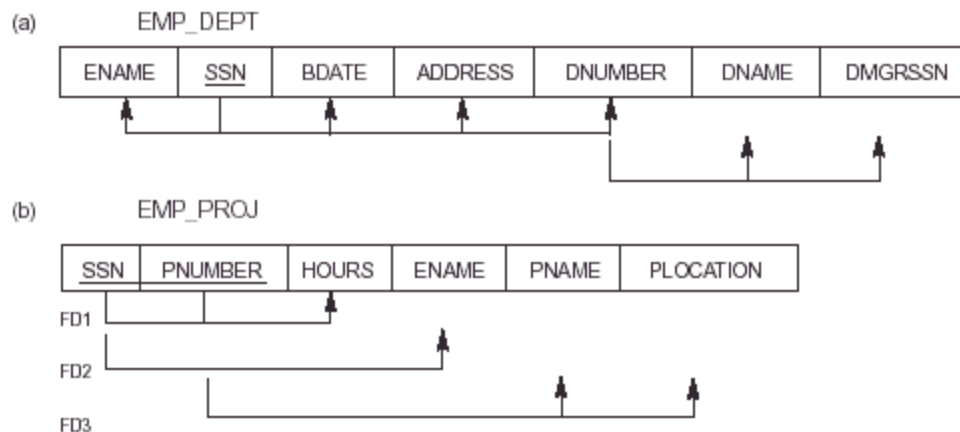 (a) EMP_DEPT
ENAME SSN BDATE ADDRESS DNUMBER DNAME DMGRSSN
(b) EMP_PROJ
SSN PNUMBER HOURS ENAME PNAME PLOCATION
FD1
FD2
FD3